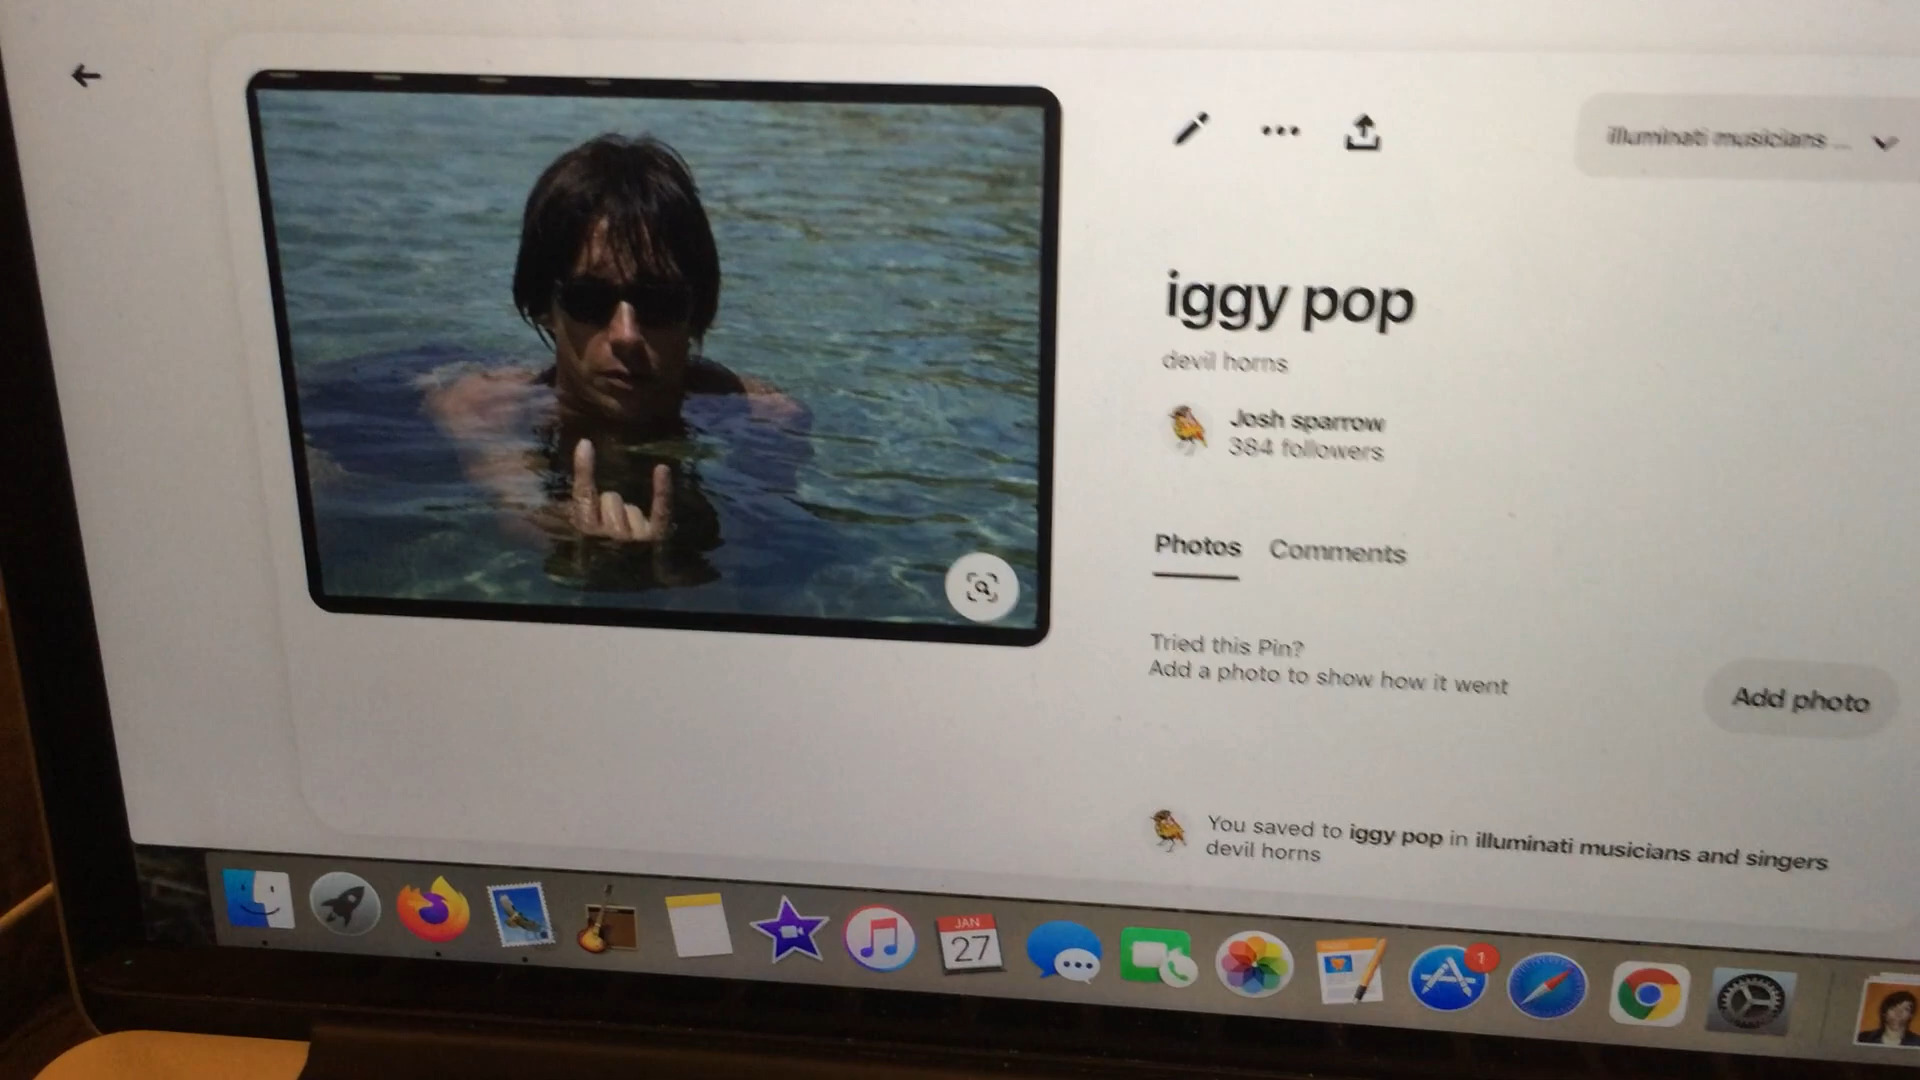 illuminati musicians ...
iggy pop
devil horns
Josh sparrow
384 followers
Photos Comments
Tried this Pin?
Add a photo to show how it went
Add photo
You saved to iggy pop in illuminati musicians and singers
devil horns
JAN
27
1